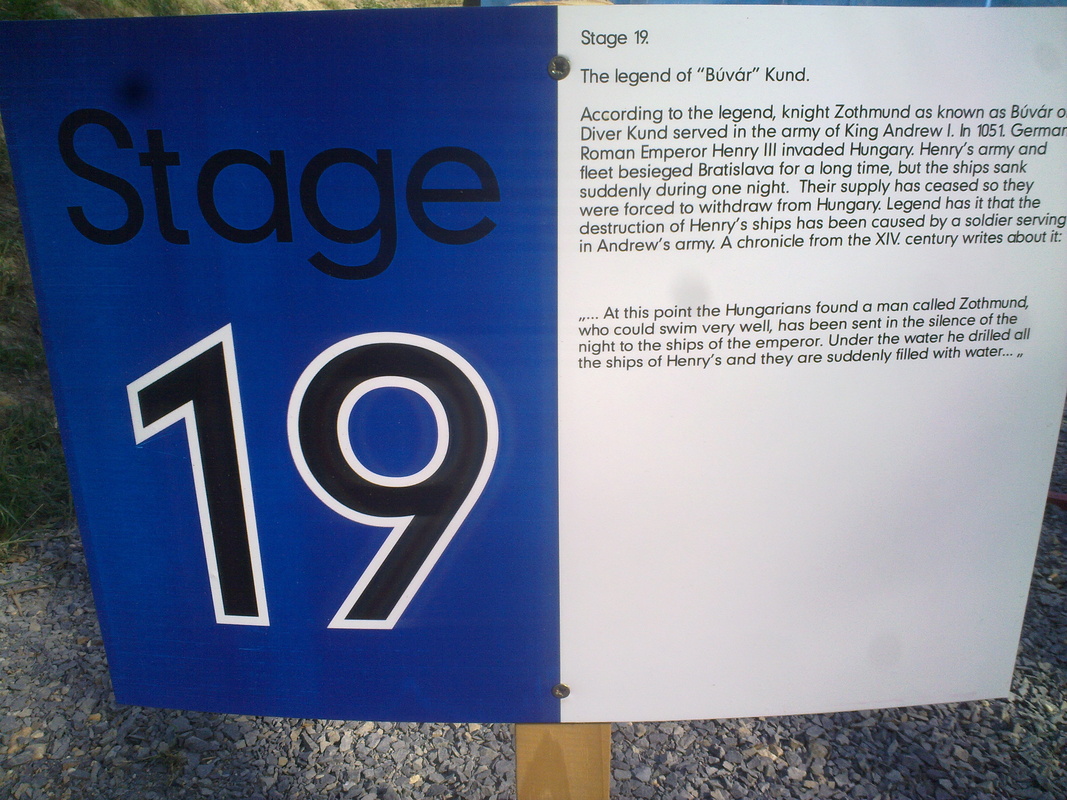 Stage
19
Stage 19.
The legend of "Búvár" Kund.
According to the legend, knight Zothmund as known as Búvár or
Diver Kund served in the army of King Andrew I. In 1051. German
Roman Emperor Henry III invaded Hungary. Henry's army and
fleet besieged Bratislava for a long time, but the ships sank
suddenly during one night. Their supply has ceased so they
were forced to withdraw from Hungary. Legend has it that the
destruction of Henry's ships has been caused by a soldier serving
in Andrew's army. A chronicle from the XIV. century writes about it:
„... At this point the Hungarians found a man called Zothmund,
who could swim very well, has been sent in the silence of the
night to the ships of the emperor. Under the water he drilled all
the ships of Henry's and they are suddenly filled with water... „